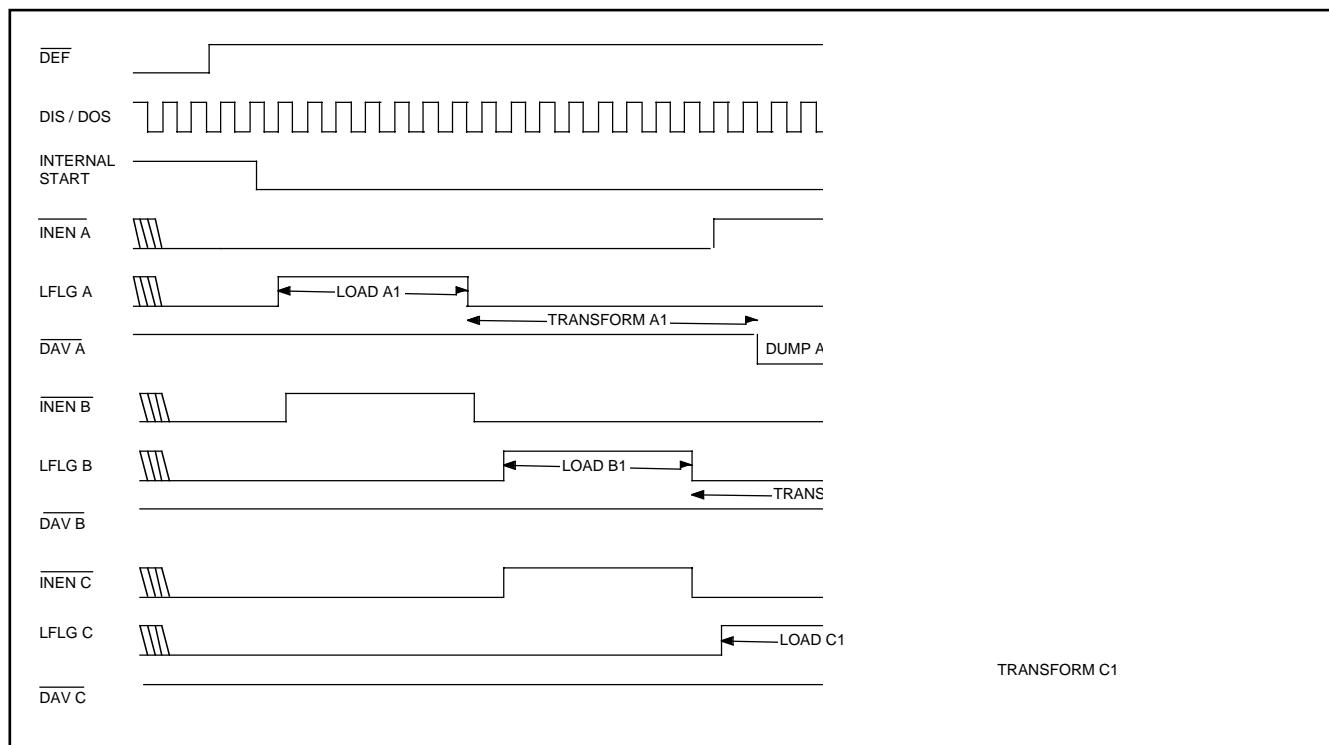 DEF
DIS / DOS
INTERNAL
START
INEN A
LFLG A
LOAD A1
TRANSFORM A1
DAV A
DUMP A
INEN B
LFLG B
LOAD B1
TRANS
DAV B
INEN C
LFLG C
LOAD C1
TRANSFORM C1
DAV C